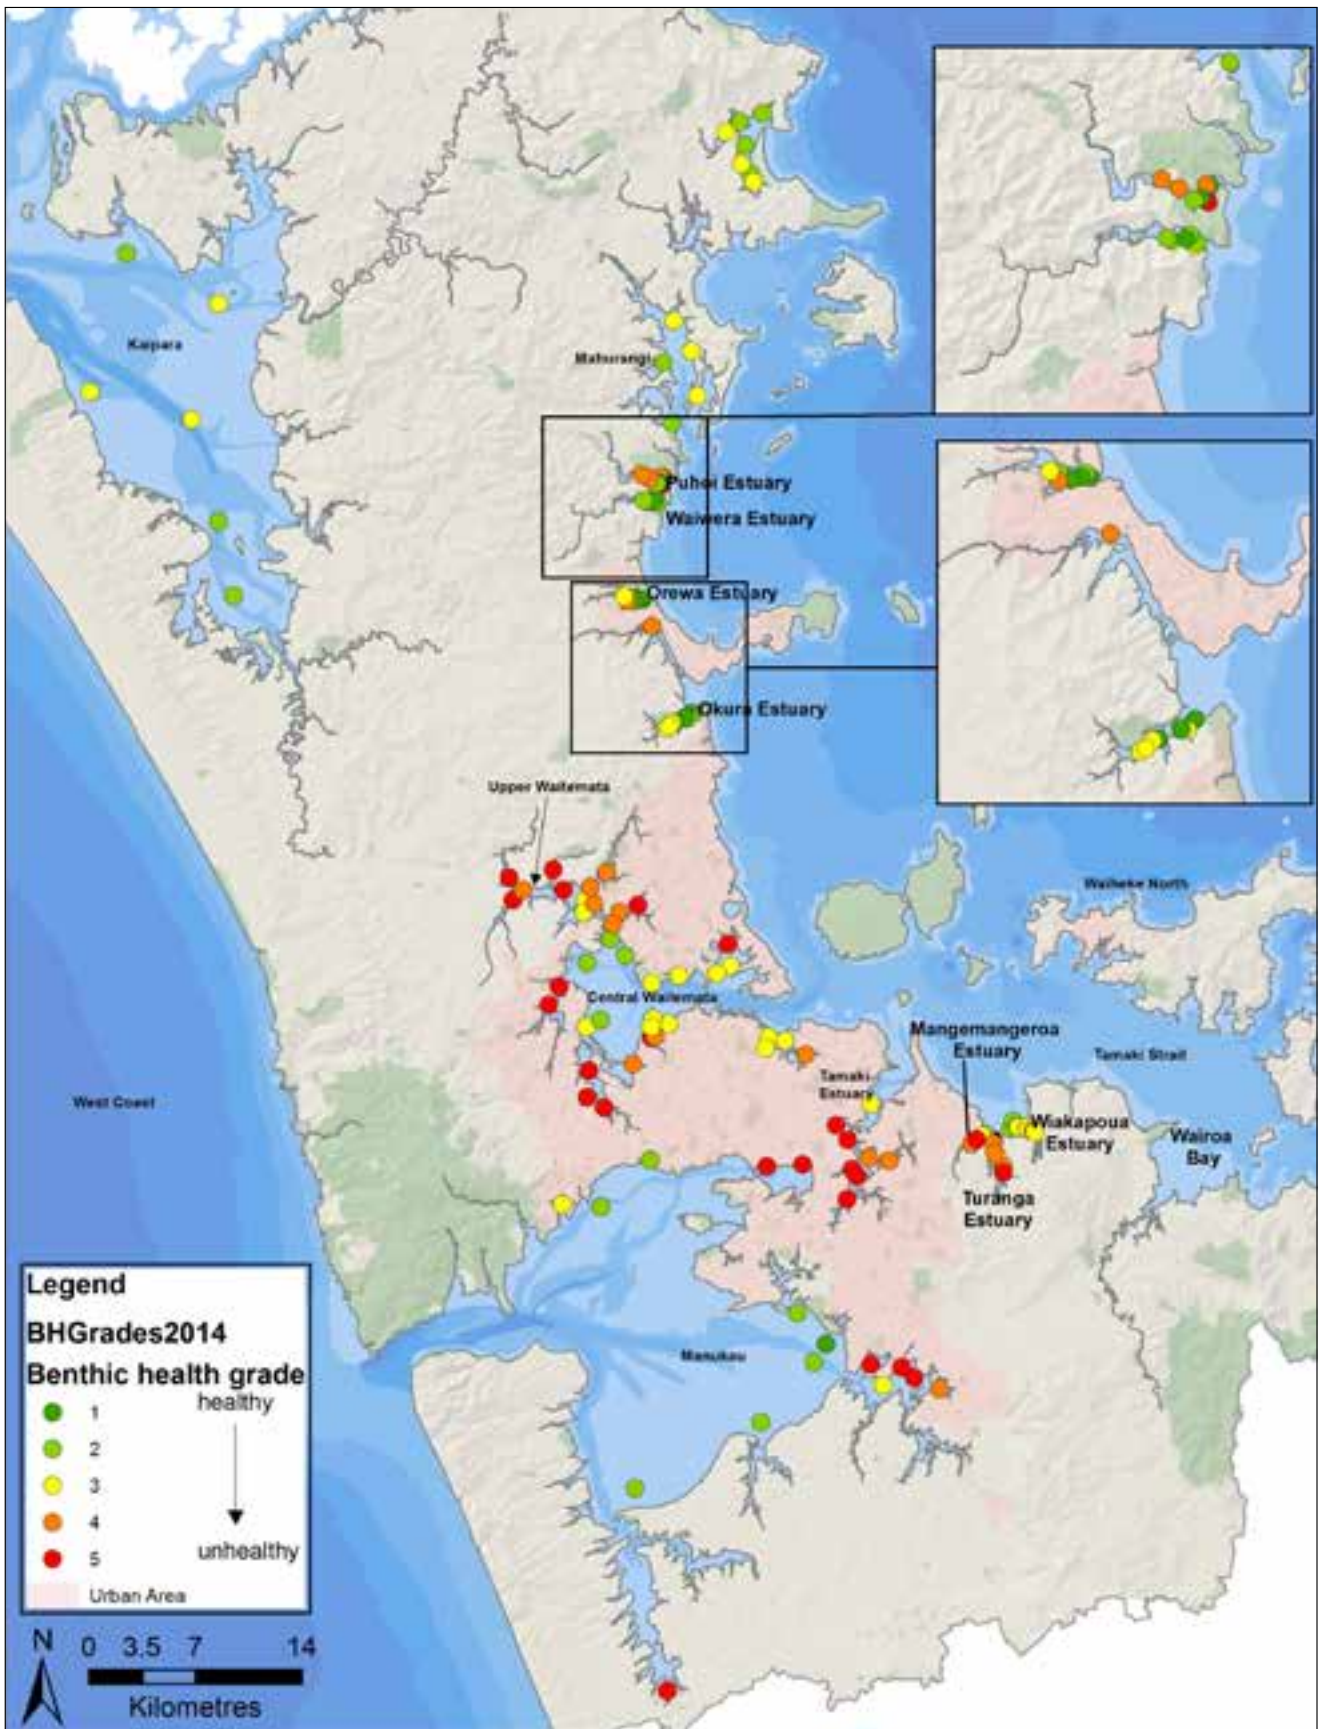 Kaipara
Mahurangi
Puhoi Estuary
Waiwera Estuary
Orewa Estuary
Okura Estuary
Upper Waitemata
Waiheke North
Central Waitemata
Mangemangeroa
Estuary
Tamaki Strait
Tamaki
Estuary
West Coast
Wiakapoua
Estuary
Wairoa
Bay
Turanga
Estuary
Manukau
Legend
BHGrades2014
Benthic health grade
healthy
1
2
3
4
5
unhealthy
Urban Area
N
0 3.5 7 14
Kilometres